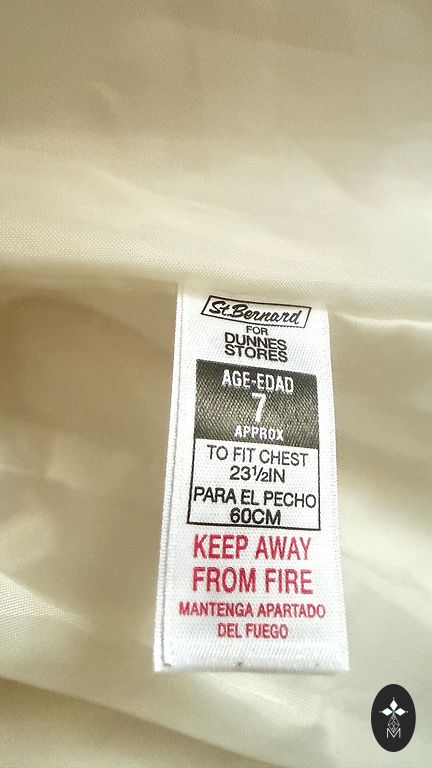 St.Bernard
FOR
DUNNES
STORES
AGE-EDAD
7
APPROX
TO FIT CHEST
23½IN
PARA EL PECHO
60CM
KEEP AWAY
FROM FIRE
MANTENGA APARTADO
DEL FUEGO
M